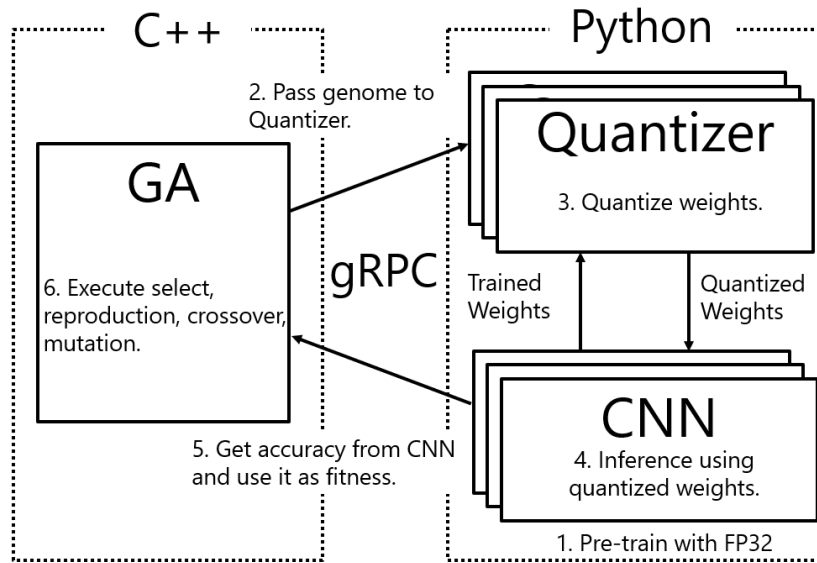 C++
Python
2. Pass genome to
Quantizer.
Quantizer
3. Quantize weights.
GA
gRPC
6. Execute select,
reproduction, crossover,
mutation.
Trained
Weights
Quantized
Weights
CNN
4. Inference using
quantized weights.
5. Get accuracy from CNN
and use it as fitness.
1. Pre-train with FP32